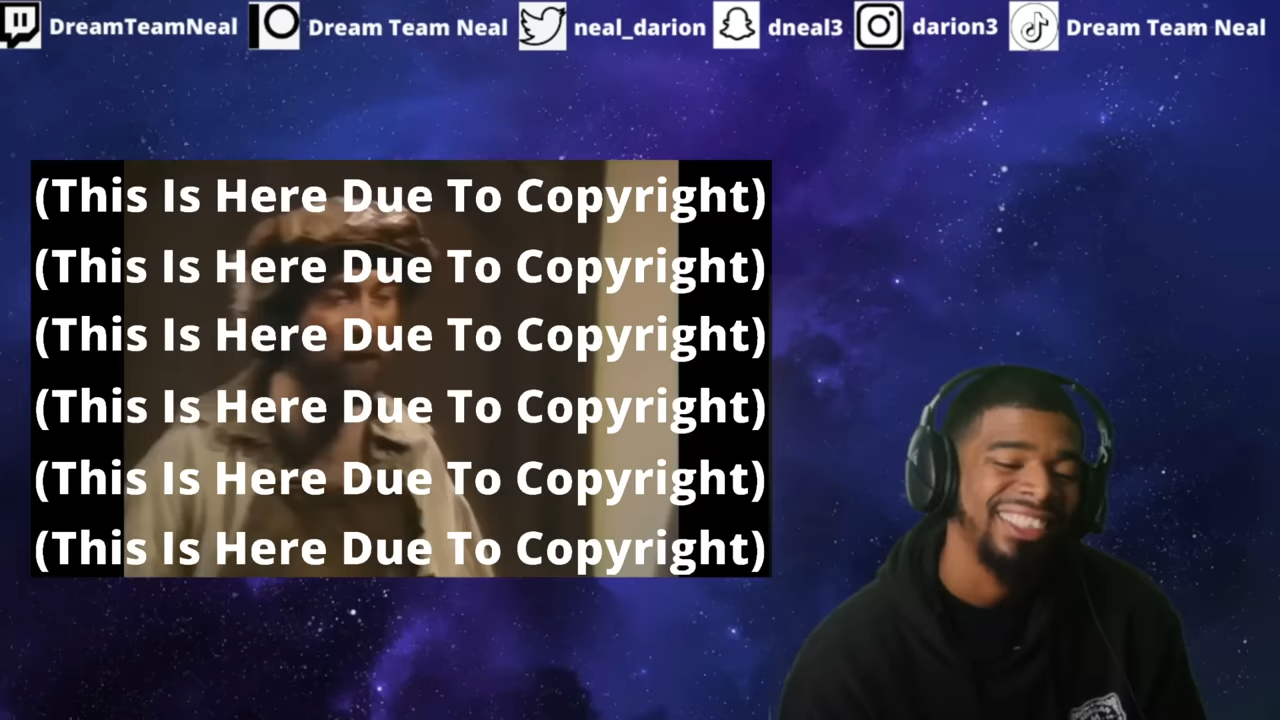 DreamTeamNeal Dream Team Neal neal_darion dneal3 darion3 Dream Team Neal
(This Is Here Due To Copyright)
(This Is Here Due To Copyright)
(This Is Here Due To Copyright)
(This Is Here Due To Copyright)
(This Is Here Due To Copyright)
(This Is Here Due To Copyright)